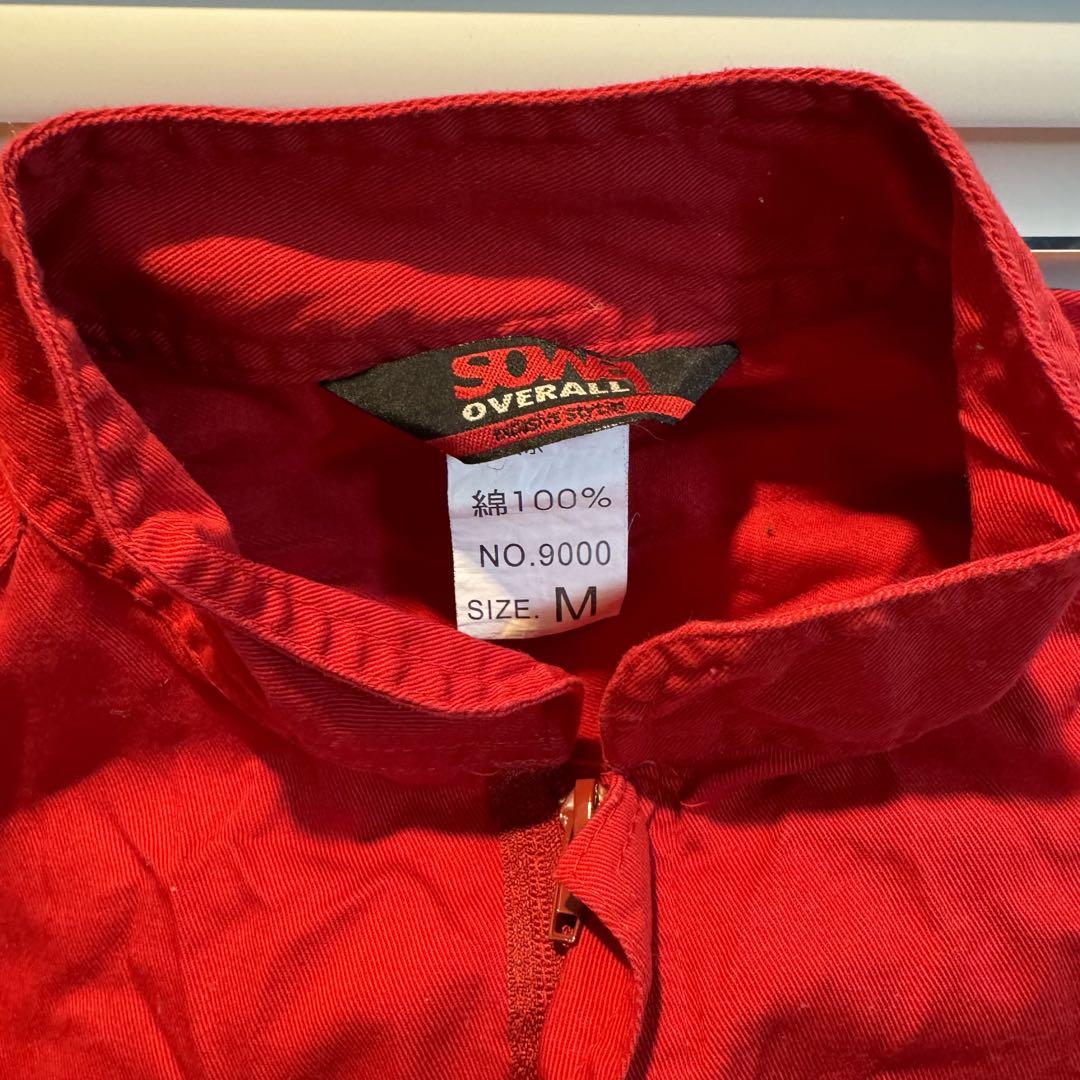 SOWA
OVERALL
綿100%
NO.9000
SIZE. M